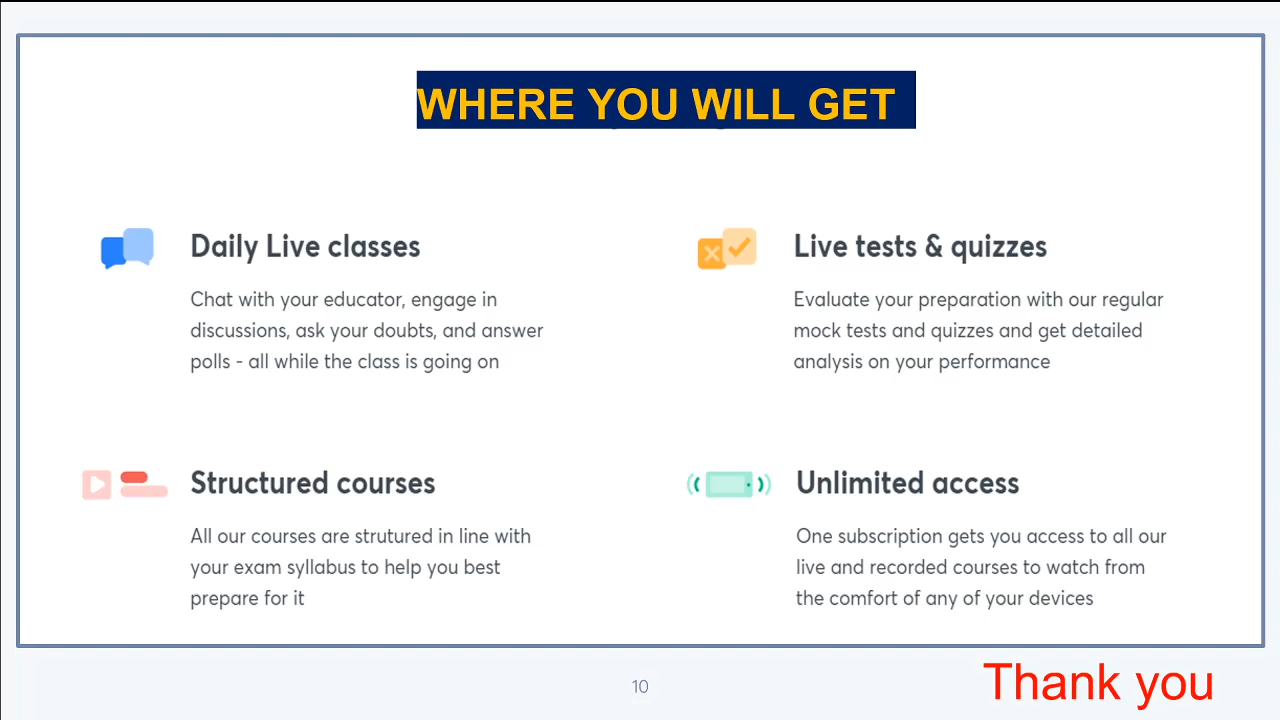 WHERE YOU WILL GET
Daily Live classes
Chat with your educator, engage in
discussions, ask your doubts, and answer
polls - all while the class is going on
Live tests & quizzes
Evaluate your preparation with our regular
mock tests and quizzes and get detailed
analysis on your performance
Structured courses
All our courses are strutured in line with
your exam syllabus to help you best
prepare for it
Unlimited access
One subscription gets you access to all our
live and recorded courses to watch from
the comfort of any of your devices
10
Thank you